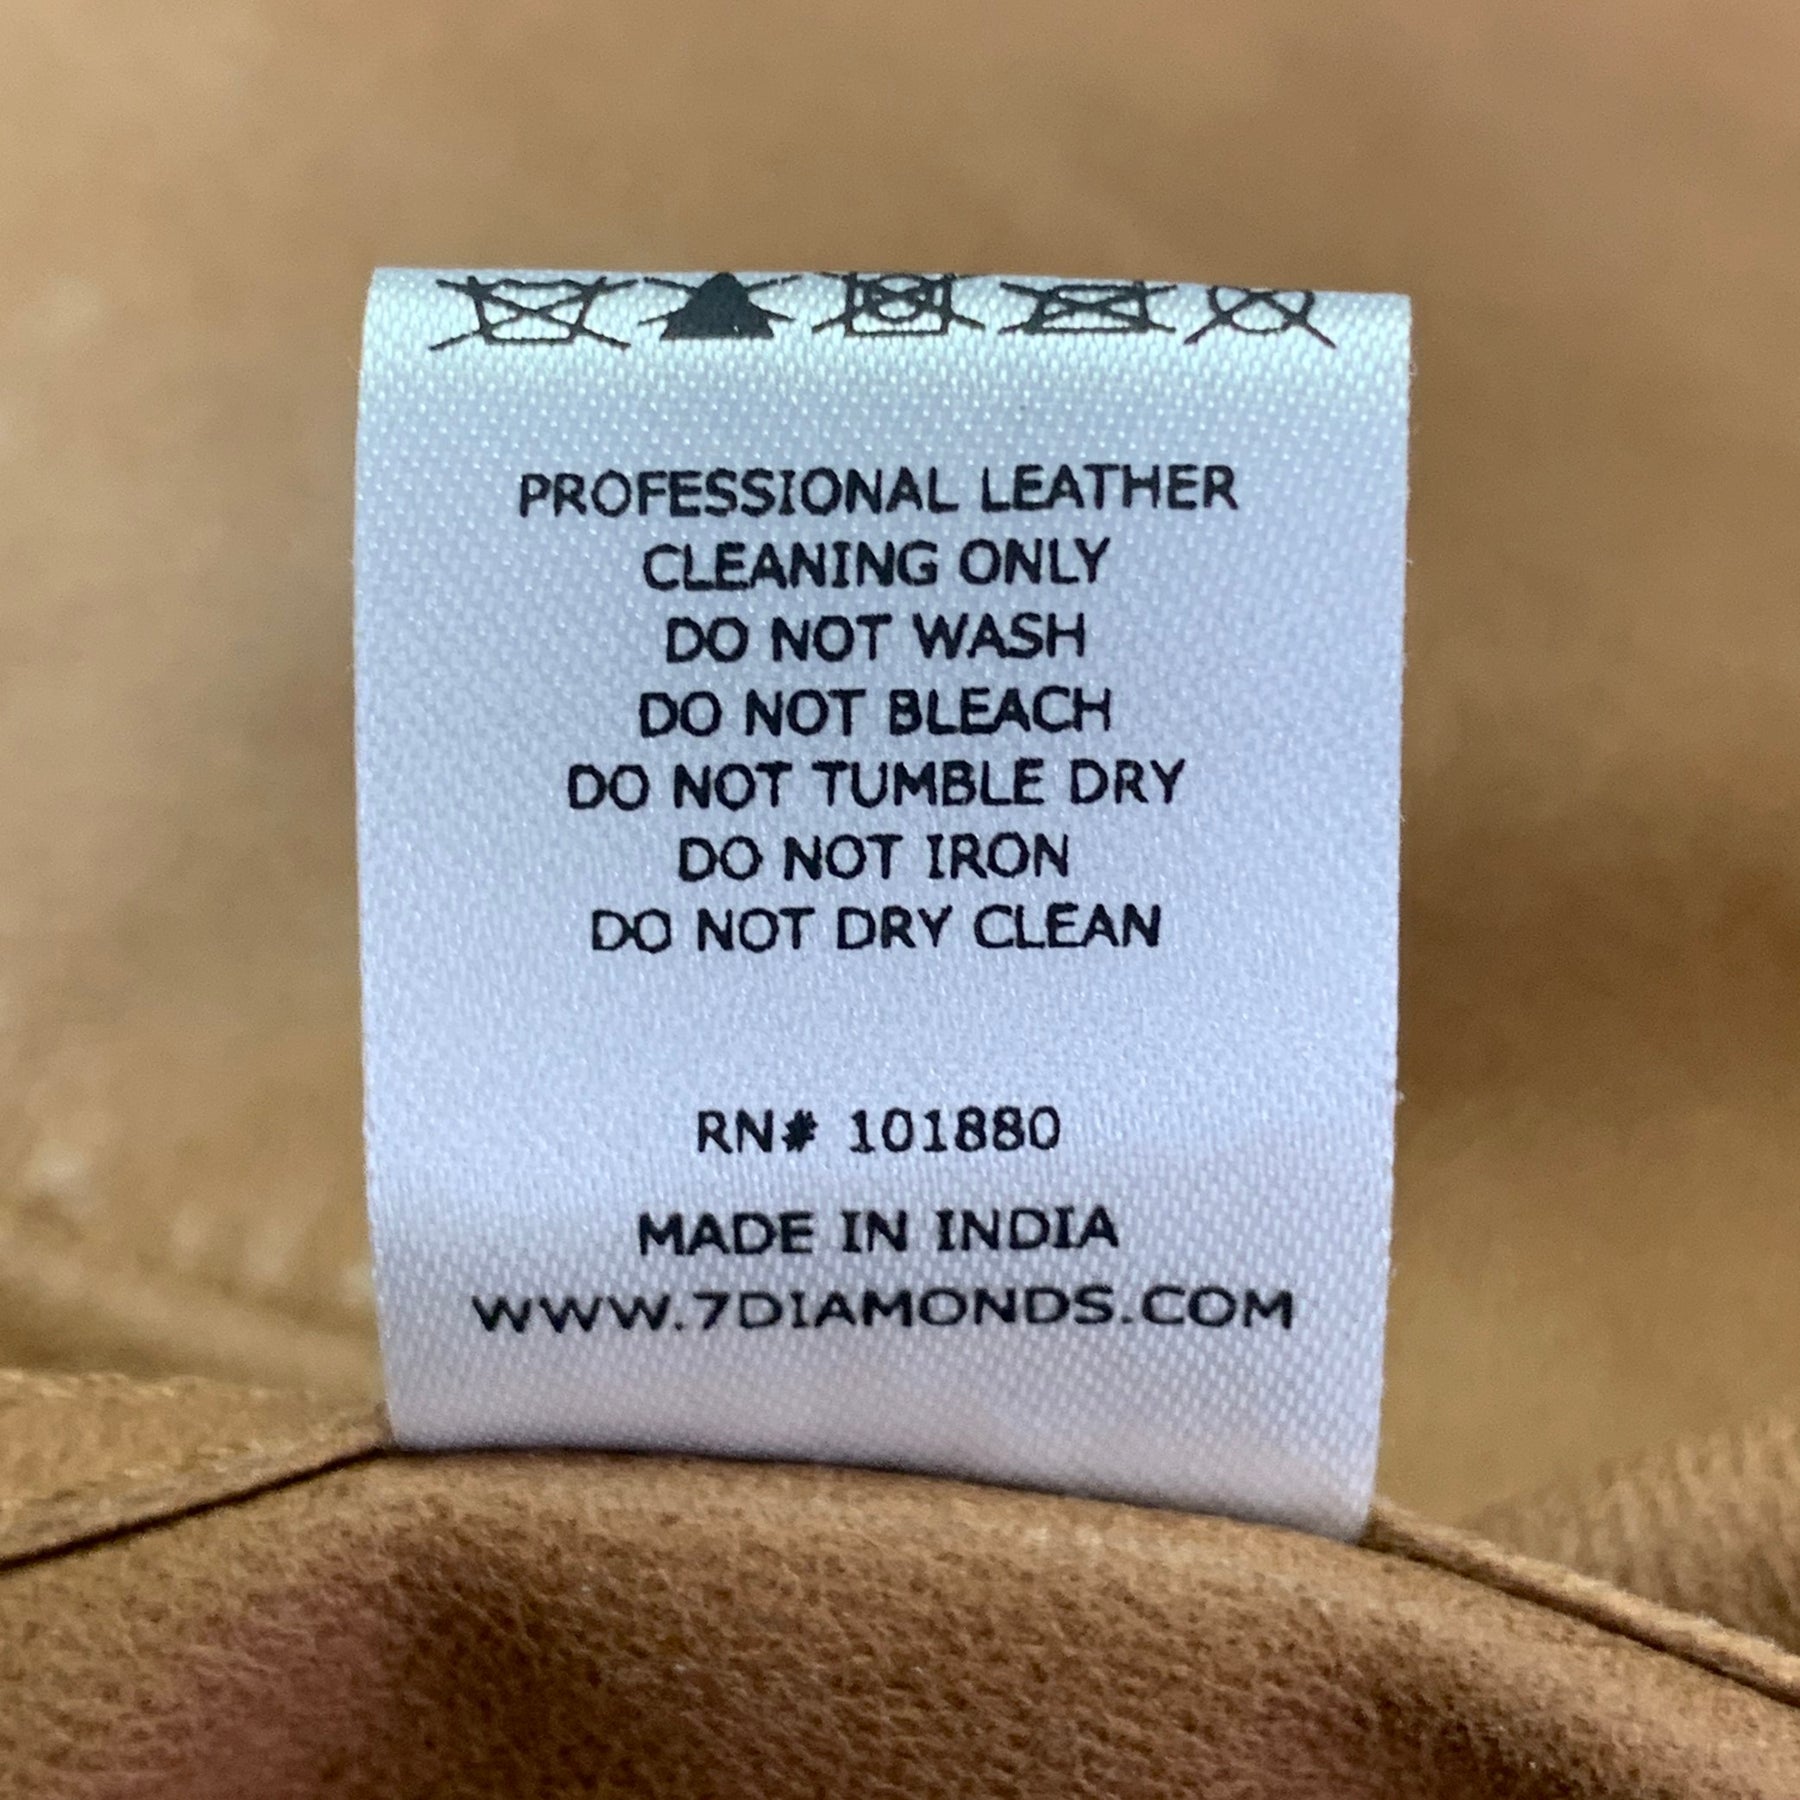 PROFESSIONAL LEATHER
CLEANING ONLY
DO NOT WASH
DO NOT BLEACH
DO NOT TUMBLE DRY
DO NOT IRON
DO NOT DRY CLEAN
RN# 101880
MADE IN INDIA
WWW.7DIAMONDS.COM